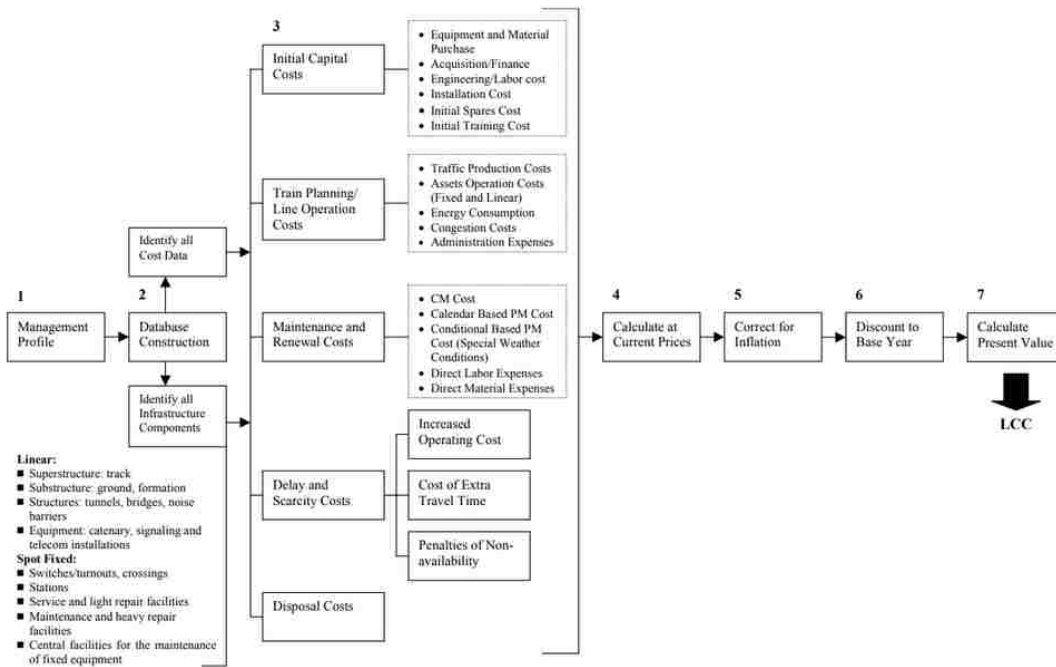 1
Management
Profile
2
Database
Construction
Identify all
Cost Data
Identify all
Infrastructure
Components
Linear:
■ Superstructure: track
■ Substructure: ground, formation
■ Structures: tunnels, bridges, noise
barriers
■ Equipment: catenary, signaling and
telecom installations
Spot Fixed:
■ Switches/turnouts, crossings
■ Stations
■ Service and light repair facilities
■ Maintenance and heavy repair
facilities
■ Central facilities for the maintenance
of fixed equipment
3
Initial Capital
Costs
• Equipment and Material
Purchase
• Acquisition/Finance
• Engineering/Labor cost
• Installation Cost
• Initial Spares Cost
• Initial Training Cost
Train Planning/
Line Operation
Costs
• Traffic Production Costs
• Assets Operation Costs
(Fixed and Linear)
• Energy Consumption
• Congestion Costs
• Administration Expenses
Maintenance and
Renewal Costs
• CM Cost
• Calendar Based PM Cost
• Conditional Based PM
Cost (Special Weather
Conditions)
• Direct Labor Expenses
• Direct Material Expenses
Delay and
Scarcity Costs
Increased
Operating Cost
Cost of Extra
Travel Time
Penalties of Non-
availability
Disposal Costs
4
Calculate at
Current Prices
5
Correct for
Inflation
6
Discount to
Base Year
7
Calculate
Present Value
LCC